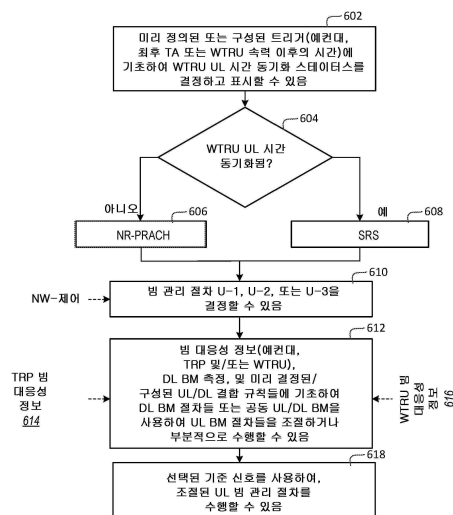 602
미리 정의된 또는 구성된 트리거(예컨대,
최후 TA 또는 WTRU 속력 이후의 시간)에
기초하여 WTRU UL 시간 동기화 스테이터스를
결정하고 표시할 수 있음
604
WTRU UL 시간
동기화됨?
아니오
606
NR-PRACH
예
608
SRS
610
NW-제어
빔 관리 절차 U-1, U-2, 또는 U-3을
결정할 수 있음
612
빔 대응성 정보(예컨대,
TRP 및/또는 WTRU),
DL BM 측정, 및 미리 결정된/
구성된 UL/DL 결합 규칙들에 기초하여
DL BM 절차들 또는 공동 UL/DL BM을
사용하여 UL BM 절차들을 조절하거나
부분적으로 수행할 수 있음
TRP 빔
대응성
정보
614
WTRU 빔
대응성
정보
616
618
선택된 기준 신호를 사용하여,
조절된 UL 빔 관리 절차를
수행할 수 있음